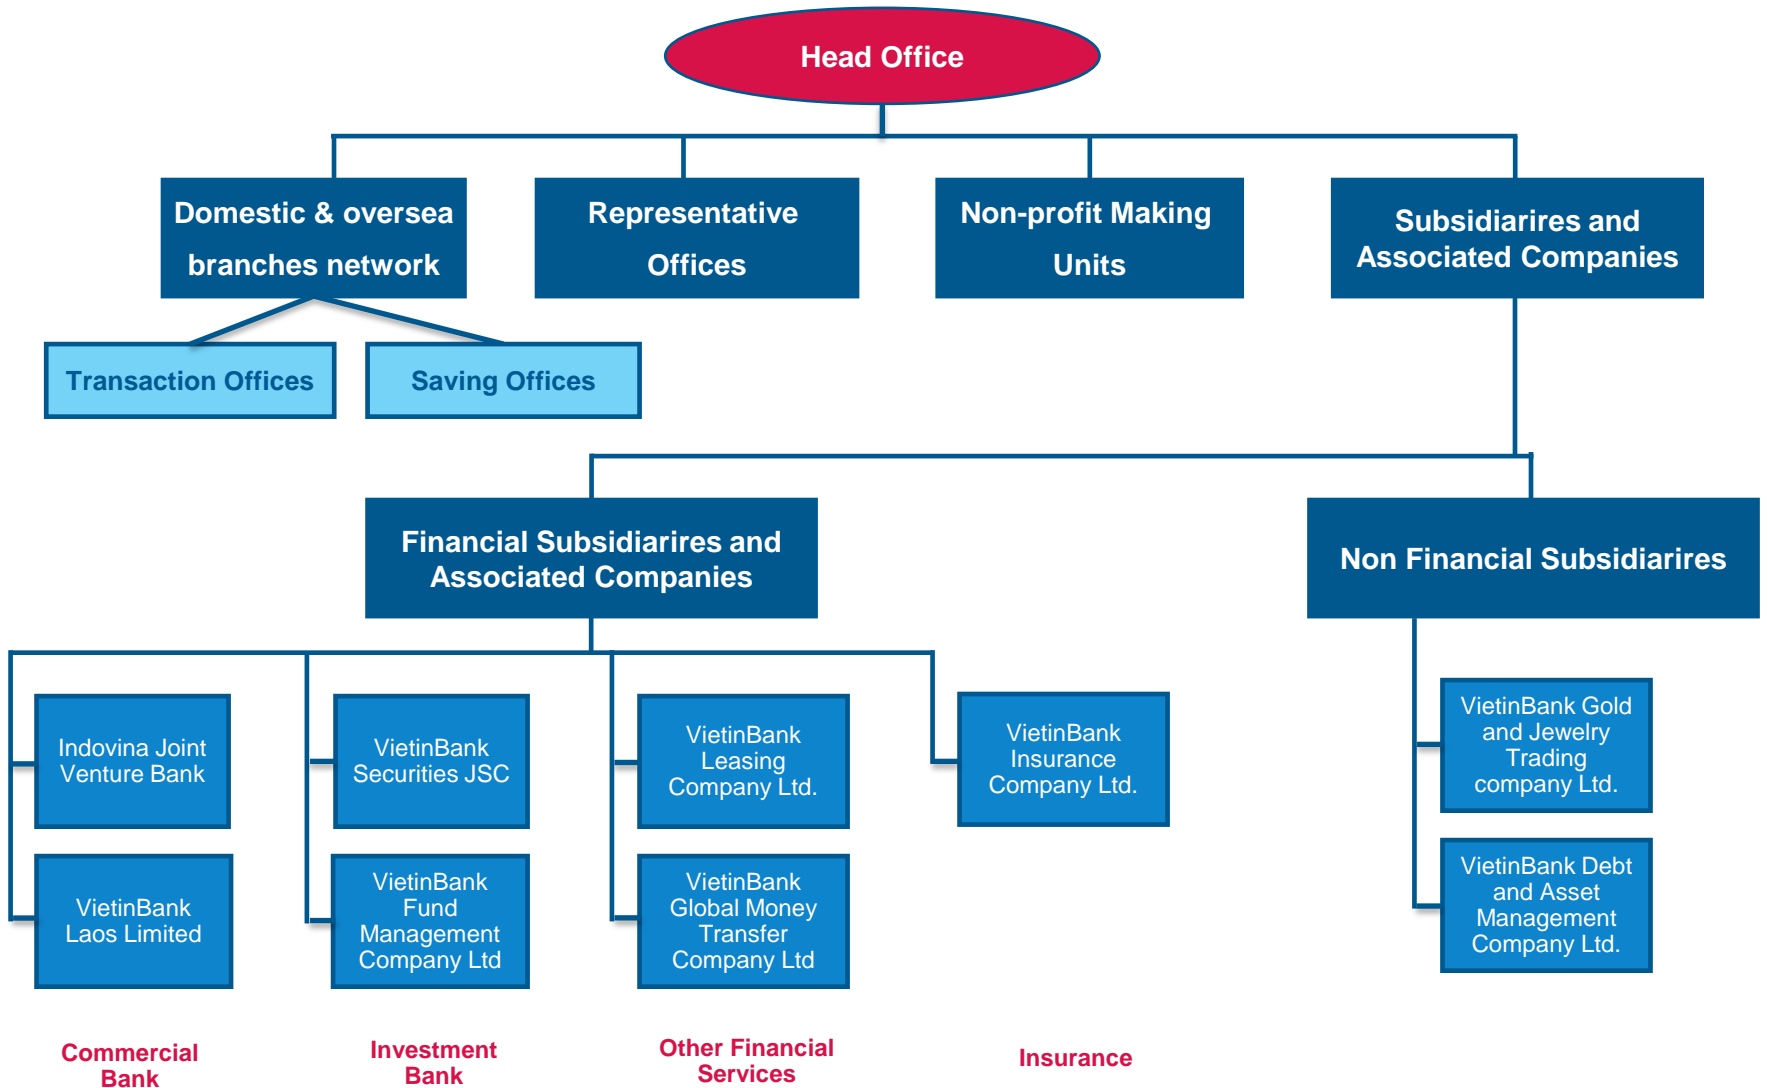 Head Office
Domestic & oversea
branches network
Representative
Offices
Non-profit Making
Units
Subsidiarires and
Associated Companies
Transaction Offices
Saving Offices
Financial Subsidiarires and
Associated Companies
Non Financial Subsidiarires
Indovina Joint
Venture Bank
VietinBank
Securities JSC
VietinBank
Leasing
Company Ltd.
VietinBank
Insurance
Company Ltd.
VietinBank Gold
and Jewelry
Trading
company Ltd.
VietinBank
Laos Limited
VietinBank
Fund
Management
Company Ltd
VietinBank
Global Money
Transfer
Company Ltd
VietinBank Debt
and Asset
Management
Company Ltd.
Commercial
Bank
Investment
Bank
Other Financial
Services
Insurance